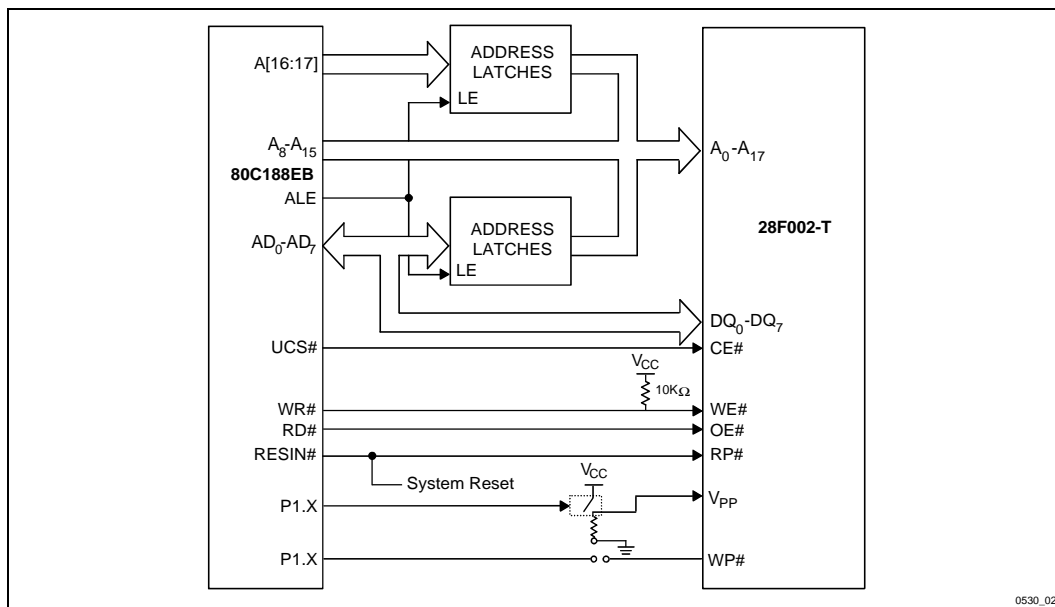 A[16:17]
ADDRESS
LATCHES
LE
A8-A15
80C188EB
ALE
AD0-AD7
ADDRESS
LATCHES
LE
A0-A17
28F002-T
DQ0-DQ7
UCS#
CE#
VCC
10KΩ
WR#
WE#
RD#
OE#
RESIN#
RP#
System Reset
VCC
P1.X
VPP
P1.X
WP#
0530_02